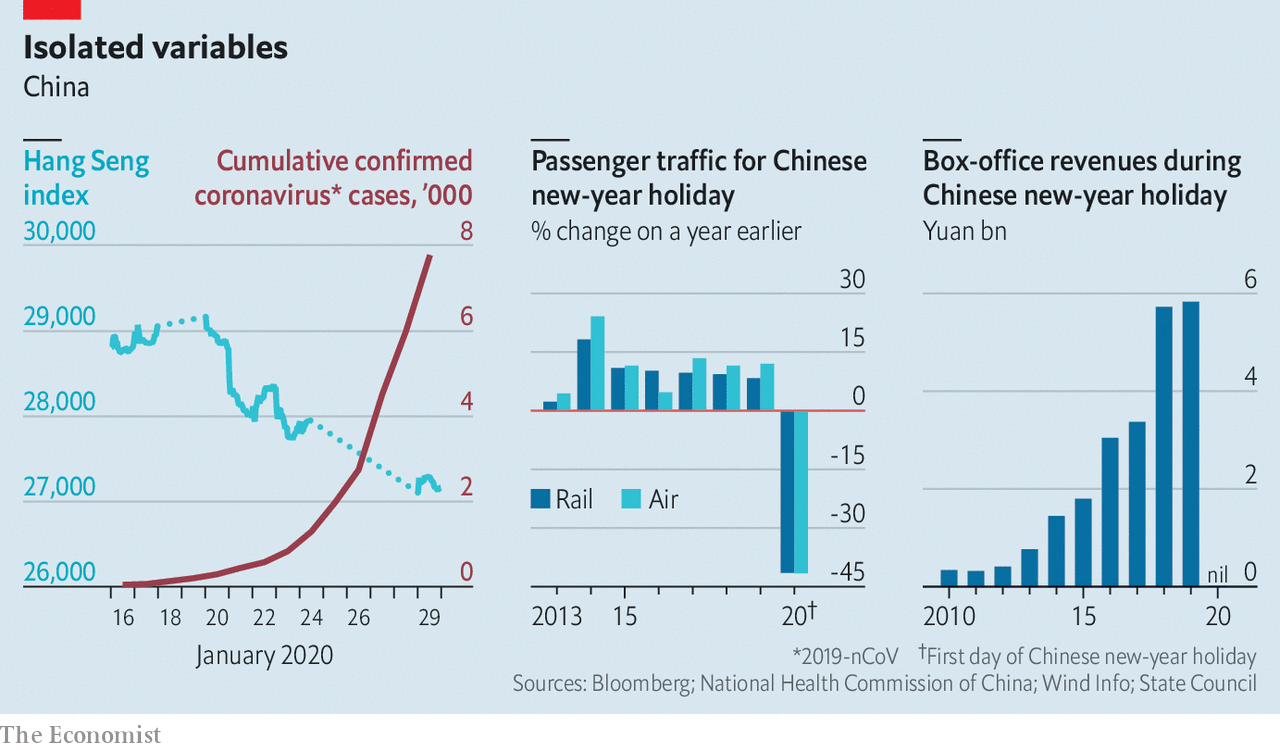 Isolated variables
China
Hang Seng
index
Cumulative confirmed
coronavirus* cases, ’000
30,000
29,000
28,000
27,000
26,000
8
6
4
2
0
16 18 20 22 24 26 29
January 2020
Passenger traffic for Chinese
new-year holiday
% change on a year earlier
30
15
0
-15
-30
-45
Rail Air
2013 15 20†
Box-office revenues during
Chinese new-year holiday
Yuan bn
6
4
2
nil 0
2010 15 20
*2019-nCoV †First day of Chinese new-year holiday
Sources: Bloomberg; National Health Commission of China; Wind Info; State Council
The Economist